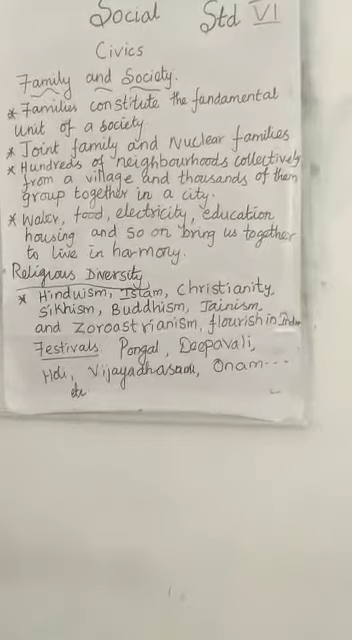 Social Std VI
Civics
Family and Society.
* Families constitute the fandamental
unit of a society.
* Joint family and Nuclear families
* Hundreds of neighbourhoods collectively
from a village and thousands of them
group together in a city.
* Water, food, electricity, education
housing and so on bring us together
to live in harmony.
Religious Diversity
* Hinduism, Islam, Christianity,
Sikhism, Buddhism, Jainism,
and Zoroastrianism, flourish in India
Festivals Pongal, Deepavali,
Holi, Vijayadhasadi, Onam---
etc